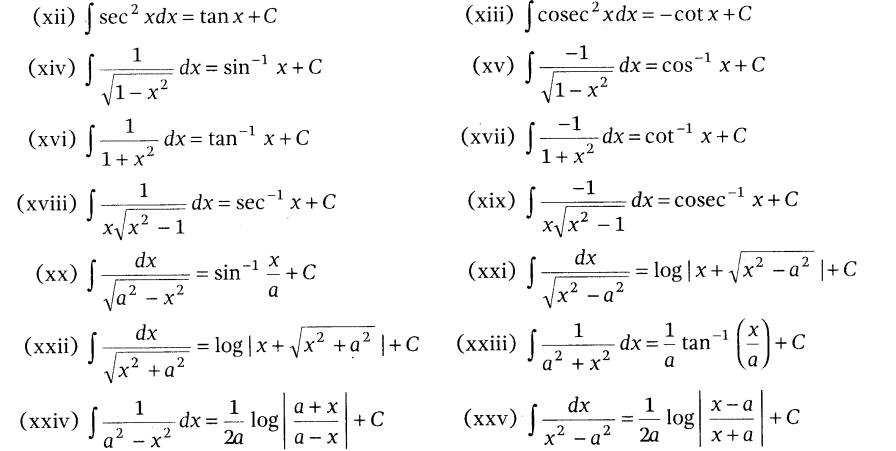 (xii) ∫ sec² xdx = tan x + C (xiii) ∫ cosec² xdx = −cot x + C
(xiv) ∫ 1/√(1 − x²) dx = sin⁻¹ x + C (xv) ∫ −1/√(1 − x²) dx = cos⁻¹ x + C
(xvi) ∫ 1/(1 + x²) dx = tan⁻¹ x + C (xvii) ∫ −1/(1 + x²) dx = cot⁻¹ x + C
(xviii) ∫ 1/(x√(x² − 1)) dx = sec⁻¹ x + C (xix) ∫ −1/(x√(x² − 1)) dx = cosec⁻¹ x + C
(xx) ∫ dx/√(a² − x²) = sin⁻¹ x/a + C (xxi) ∫ dx/√(x² − a²) = log | x + √(x² − a²) | + C
(xxii) ∫ dx/√(x² + a²) = log | x + √(x² + a²) | + C (xxiii) ∫ 1/(a² + x²) dx = 1/a tan⁻¹ (x/a) + C
(xxiv) ∫ 1/(a² − x²) dx = 1/2a log |(a + x)/(a − x)| + C (xxv) ∫ dx/(x² − a²) = 1/2a log |(x − a)/(x + a)| + C